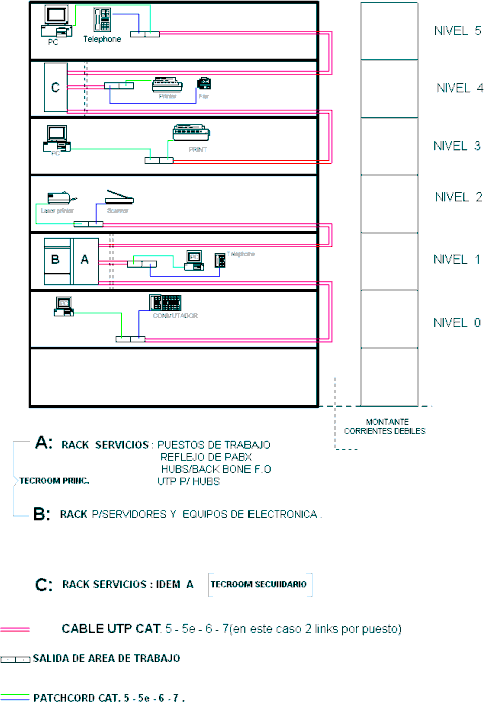 PC
Telephone
NIVEL 5
C
Printer
Fax
NIVEL 4
PC
PRINT
NIVEL 3
Laser printer
Scanner
NIVEL 2
B A
Telephone
NIVEL 1
CONMUTADOR
NIVEL 0
MONTANTE
CORRIENTES DEBILES
A: RACK SERVICIOS : PUESTOS DE TRABAJO
REFLEJO DE PABX
HUBS/BACK BONE F.O
TECROOM PRINC. UTP P/ HUBS
B: RACK P/SERVIDORES Y EQUIPOS DE ELECTRONICA .
C: RACK SERVICIOS : IDEM A TECROOM SECUIIDARIO
CABLE UTP CAT. 5 - 5e - 6 - 7(en este caso 2 links por puesto)
SALIDA DE AREA DE TRABAJO
PATCHCORD CAT. 5 - 5e - 6 - 7 .